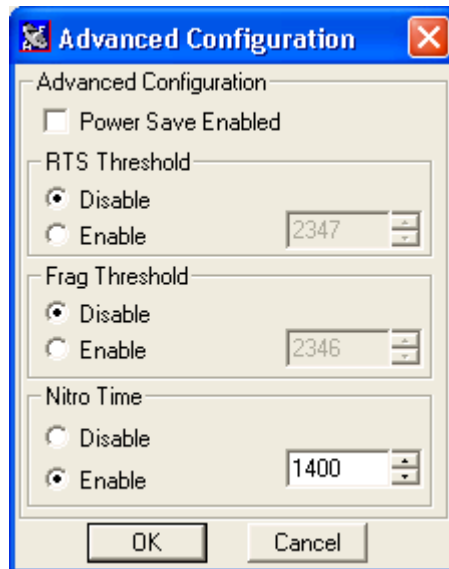 Advanced Configuration
Advanced Configuration
Power Save Enabled
RTS Threshold
Disable
Enable 2347
Frag Threshold
Disable
Enable 2346
Nitro Time
Disable
Enable 1400
OK Cancel